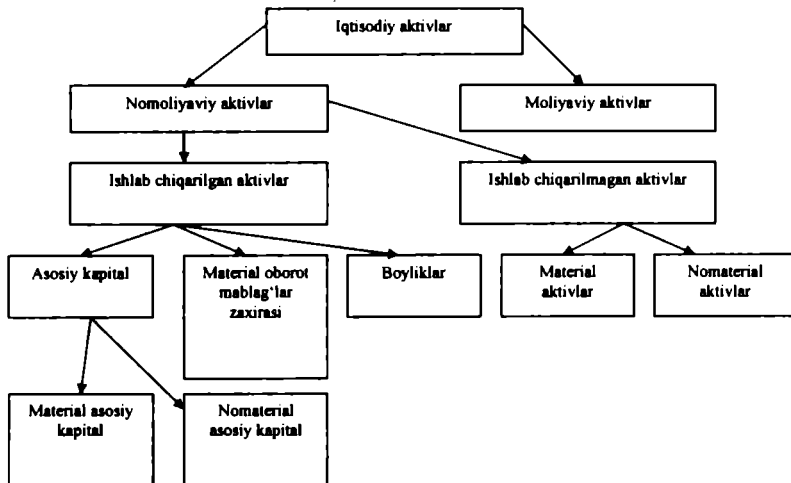 Iqtisodiy aktivlar
Nomoliyaviy aktivlar
Moliyaviy aktivlar
Ishlab chiqarilgan aktivlar
Ishlab chiqarilmagan aktivlar
Asosiy kapital
Material oborot
mablag‘lar
zaxirasi
Boyliklar
Material
aktivlar
Nomaterial
aktivlar
Material asosiy
kapital
Nomaterial
asosiy kapital